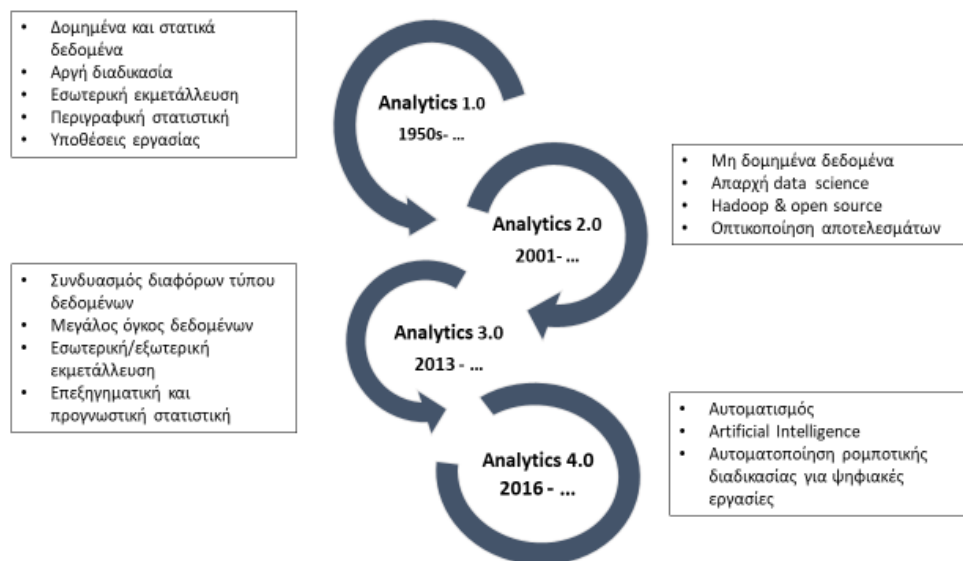 • Δομημένα και στατικά
δεδομένα
• Αργή διαδικασία
• Εσωτερική εκμετάλλευση
• Περιγραφική στατιστική
• Υποθέσεις εργασίας
Analytics 1.0
1950s- ...
• Μη δομημένα δεδομένα
• Απαρχή data science
• Hadoop & open source
• Οπτικοποίηση αποτελεσμάτων
Analytics 2.0
2001- ...
• Συνδυασμός διαφόρων τύπου
δεδομένων
• Μεγάλος όγκος δεδομένων
• Εσωτερική/εξωτερική
εκμετάλλευση
• Επεξηγηματική και
προγνωστική στατιστική
Analytics 3.0
2013 - ...
• Αυτοματισμός
• Artificial Intelligence
• Αυτοματοποίηση ρομποτικής
διαδικασίας για ψηφιακές
εργασίες
Analytics 4.0
2016 - ...